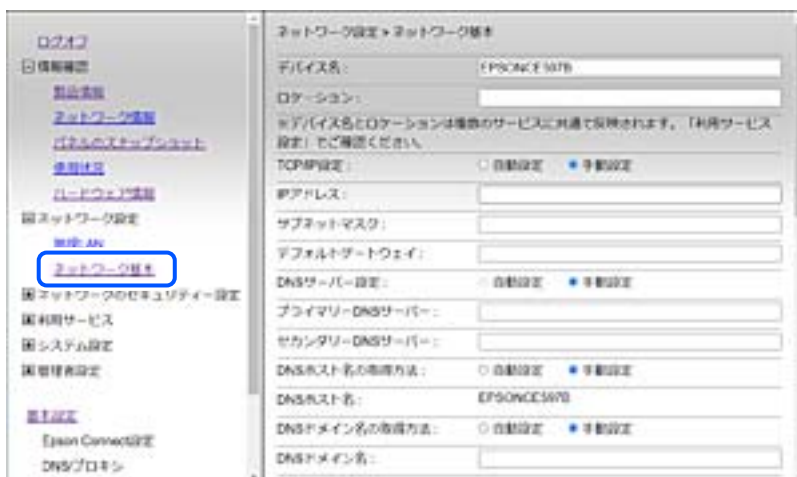 ログオフ
情報確認
製品情報
ネットワーク情報
パネルのスナップショット
使用状況
ハードウェア情報
ネットワーク設定
無線LAN
ネットワーク基本
ネットワークのセキュリティー設定
利用サービス
システム設定
管理者設定
基本設定
Epson Connect設定
DNS/プロキシ
ネットワーク設定 » ネットワーク基本
デバイス名 :
ロケーション :
※デバイス名とロケーションは複数のサービスに共通で反映されます。「利用サービス
設定」でご確認ください。
TCP/IP設定 : 自動設定 手動設定
IPアドレス :
サブネットマスク :
デフォルトゲートウェイ :
DNSサーバー設定 : 自動設定 手動設定
プライマリーDNSサーバー :
セカンダリーDNSサーバー :
DNSホスト名の取得方法 : 自動設定 手動設定
DNSホスト名 :
DNSドメイン名の取得方法 : 自動設定 手動設定
DNSドメイン名 :